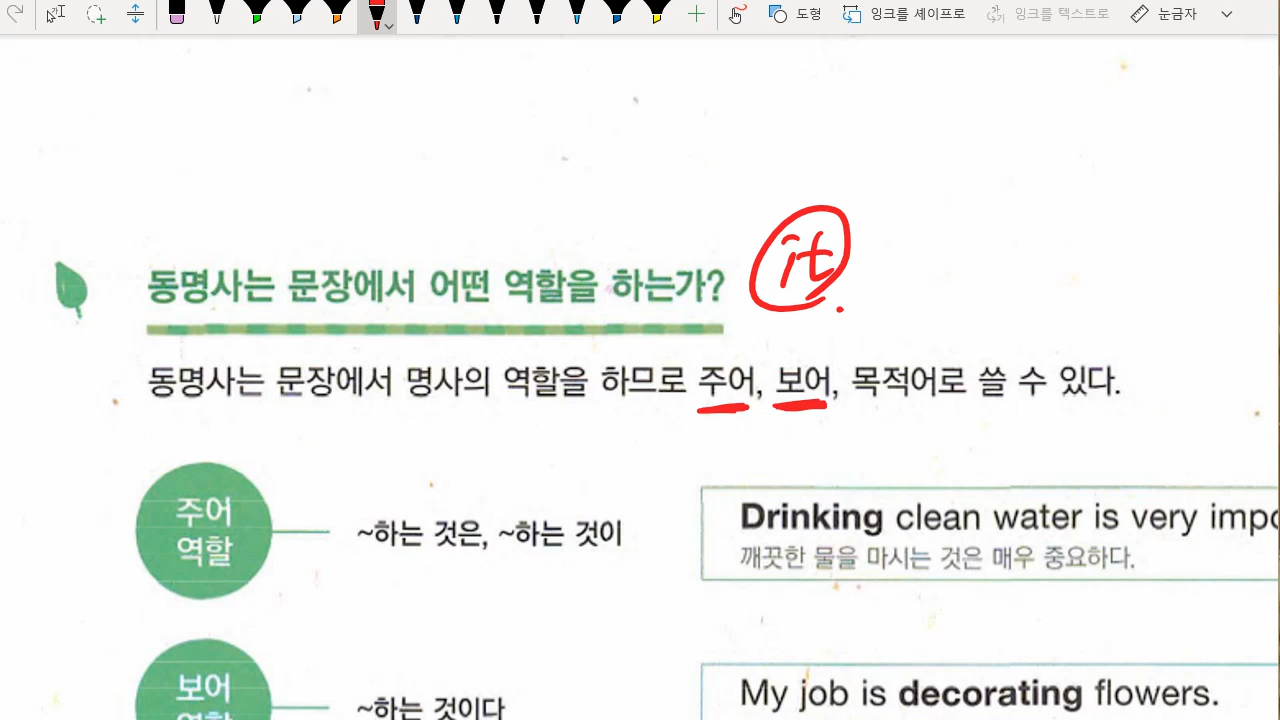 도형
잉크를 셰이프로
잉크를 텍스트로
눈금자
it
동명사는 문장에서 어떤 역할을 하는가?
동명사는 문장에서 명사의 역할을 하므로 주어, 보어, 목적어로 쓸 수 있다.
주어
역할
~하는 것은, ~하는 것이
Drinking clean water is very
깨끗한 물을 마시는 것은 매우 중요하다.
보어
~하는 것이다
My job is decorating flowers.